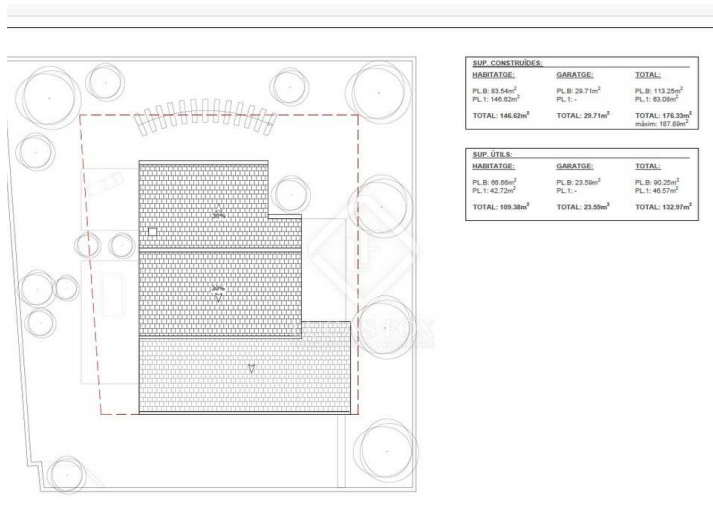 SUP. CONSTRUÏDES:
HABITATGE: GARATGE: TOTAL:
PL.B: 83.54m² PL.B: 29.71m² PL.B: 113.25m²
PL.1: 146.62m² PL.1: - PL.1: 63.08m²
TOTAL: 146.62m² TOTAL: 29.71m² TOTAL: 176.33m²
màxim: 187.89m²
SUP. ÚTILS:
HABITATGE: GARATGE: TOTAL:
PL.B: 66.66m² PL.B: 23.59m² PL.B: 90.25m²
PL.1: 42.72m² PL.1: - PL.1: 46.57m²
TOTAL: 109.38m² TOTAL: 23.59m² TOTAL: 132.97m²
30%
30%